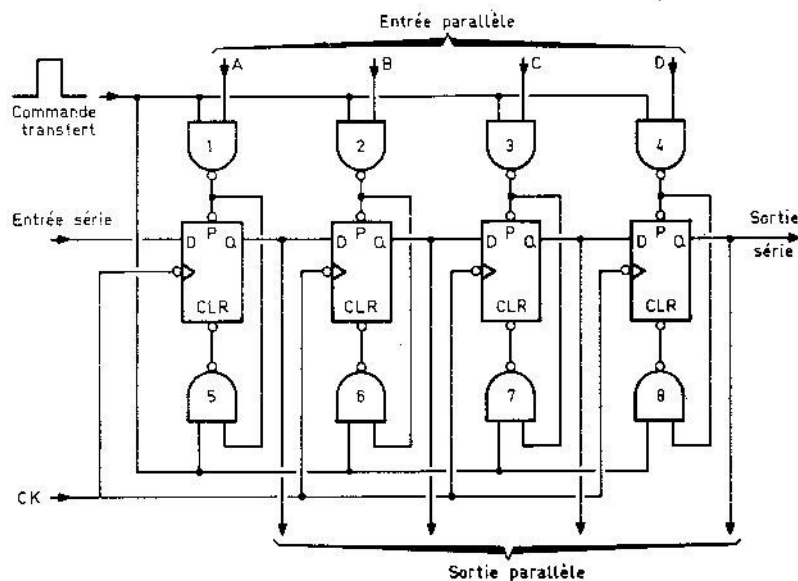 Entrée parallèle
A B C D
Commande
transfert
1 2 3 4
Entrée série
Sortie
série
D P Q D P Q D P Q D P Q
CLR CLR CLR CLR
5 6 7 8
CK
Sortie parallèle